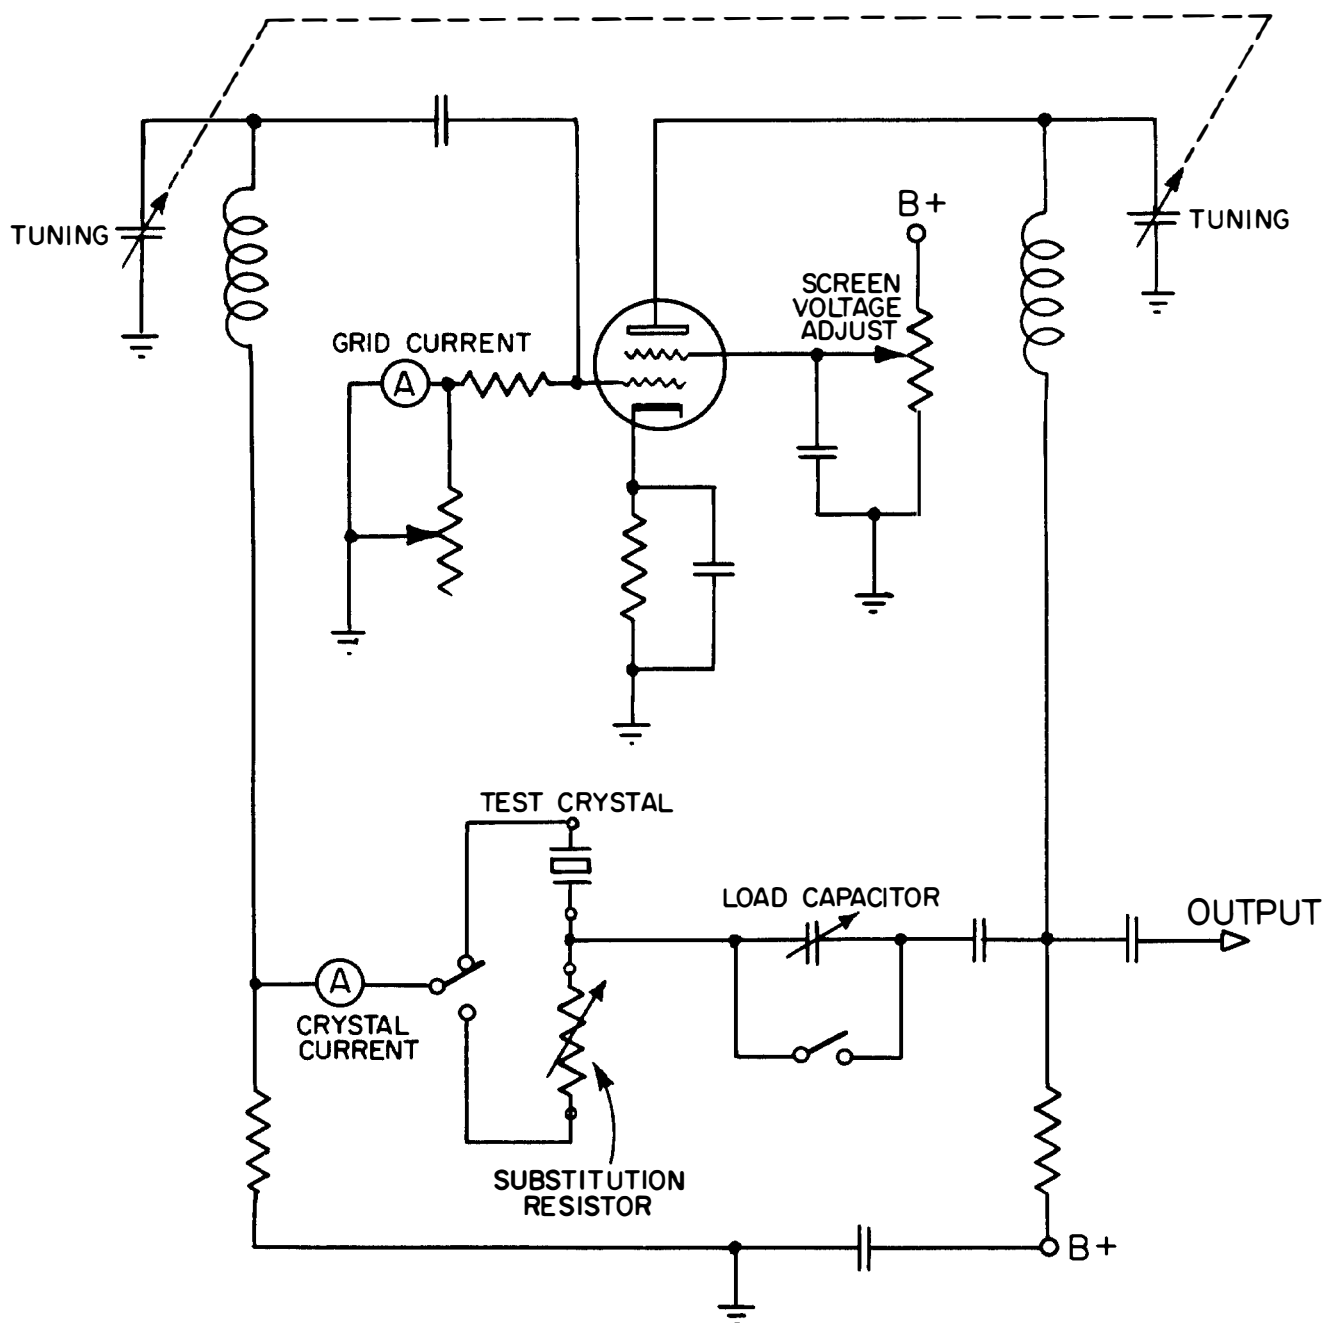 TUNING
B+
TUNING
SCREEN
VOLTAGE
ADJUST
GRID CURRENT
A
TEST CRYSTAL
LOAD CAPACITOR
OUTPUT
A
CRYSTAL
CURRENT
SUBSTITUTION
RESISTOR
B+